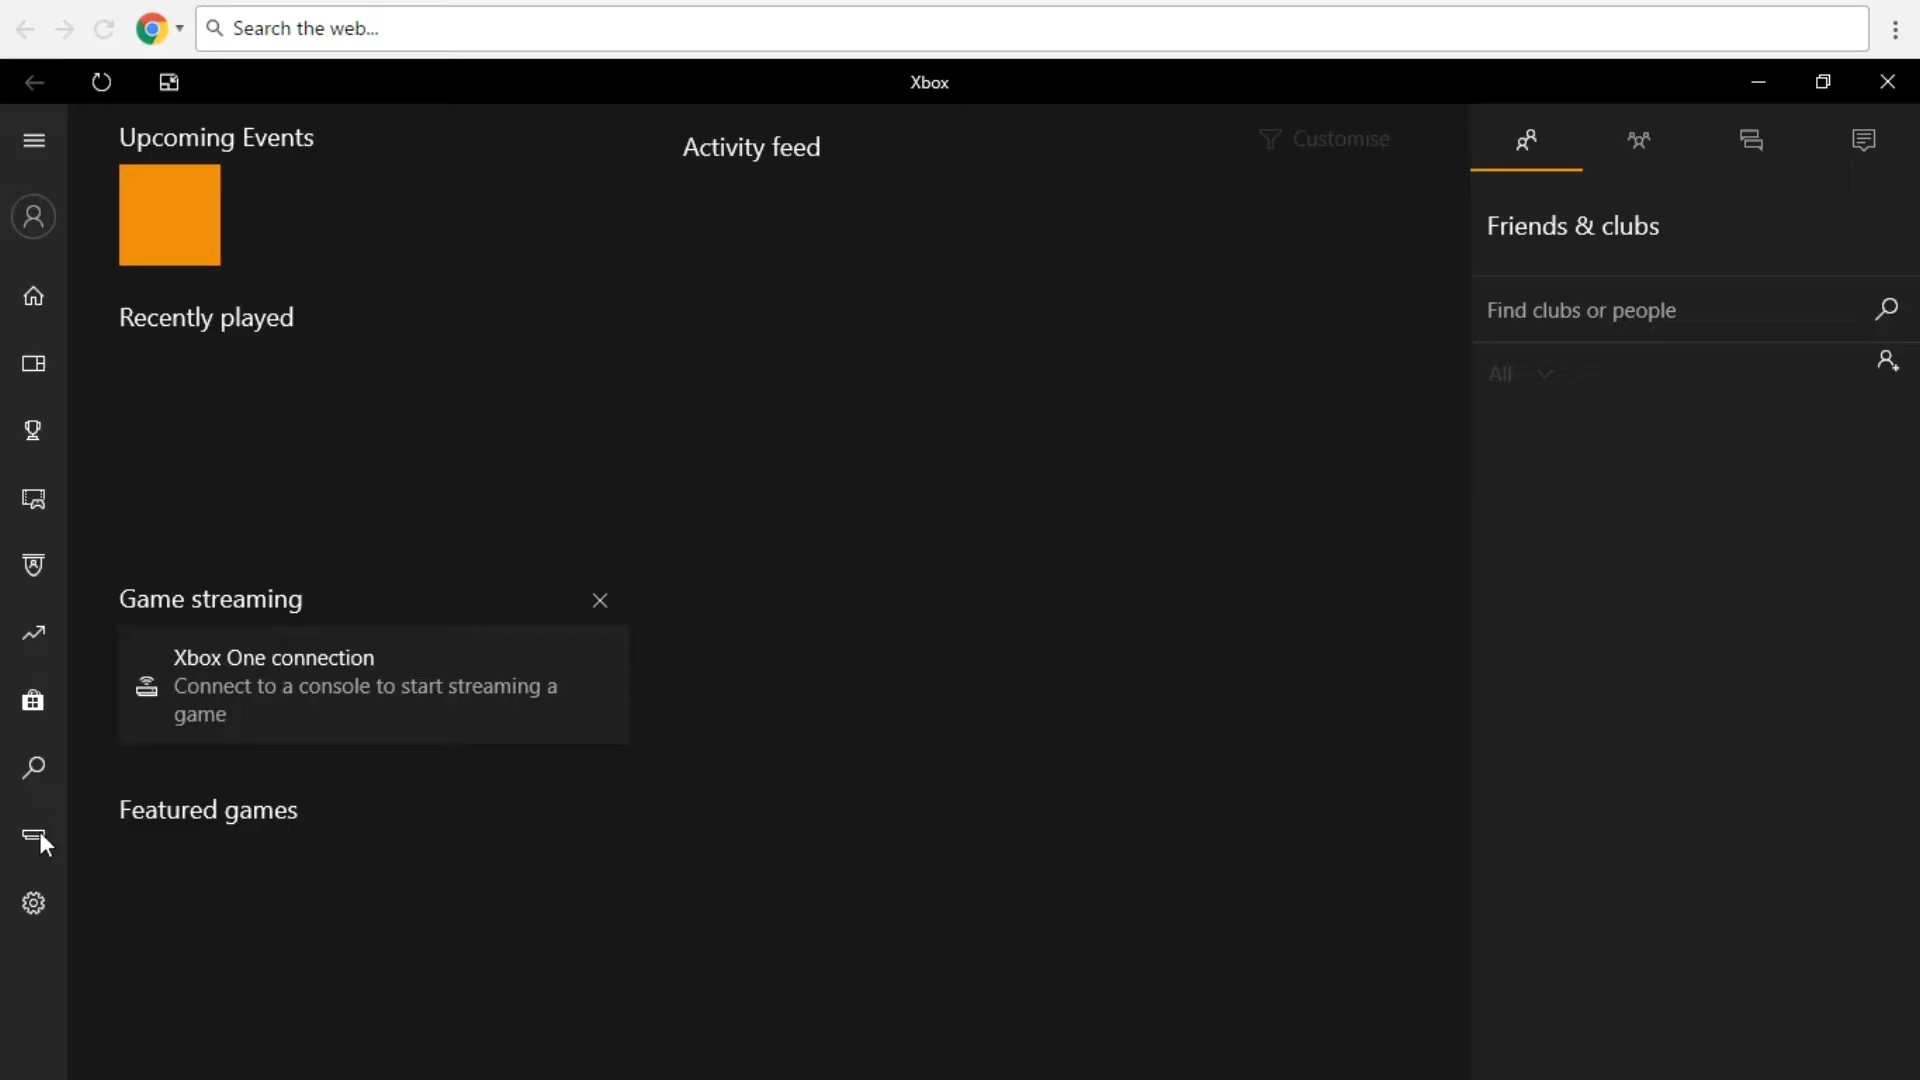 Search the web...
Xbox
Upcoming Events
Activity feed
Customise
Friends & clubs
Recently played
Find clubs or people
All
Game streaming
Xbox One connection
Connect to a console to start streaming a
game
Featured games